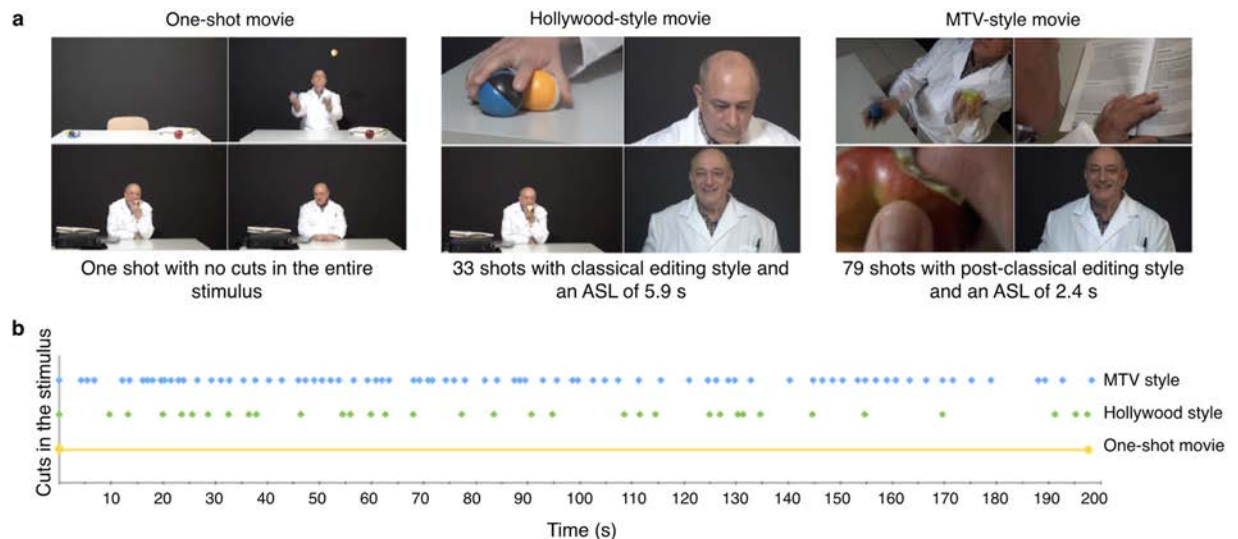 a
One-shot movie
Hollywood-style movie
MTV-style movie
One shot with no cuts in the entire
stimulus
33 shots with classical editing style and
an ASL of 5.9 s
79 shots with post-classical editing style
and an ASL of 2.4 s
b
Cuts in the stimulus
MTV style
Hollywood style
One-shot movie
10 20 30 40 50 60 70 80 90 100 110 120 130 140 150 160 170 180 190 200
Time (s)